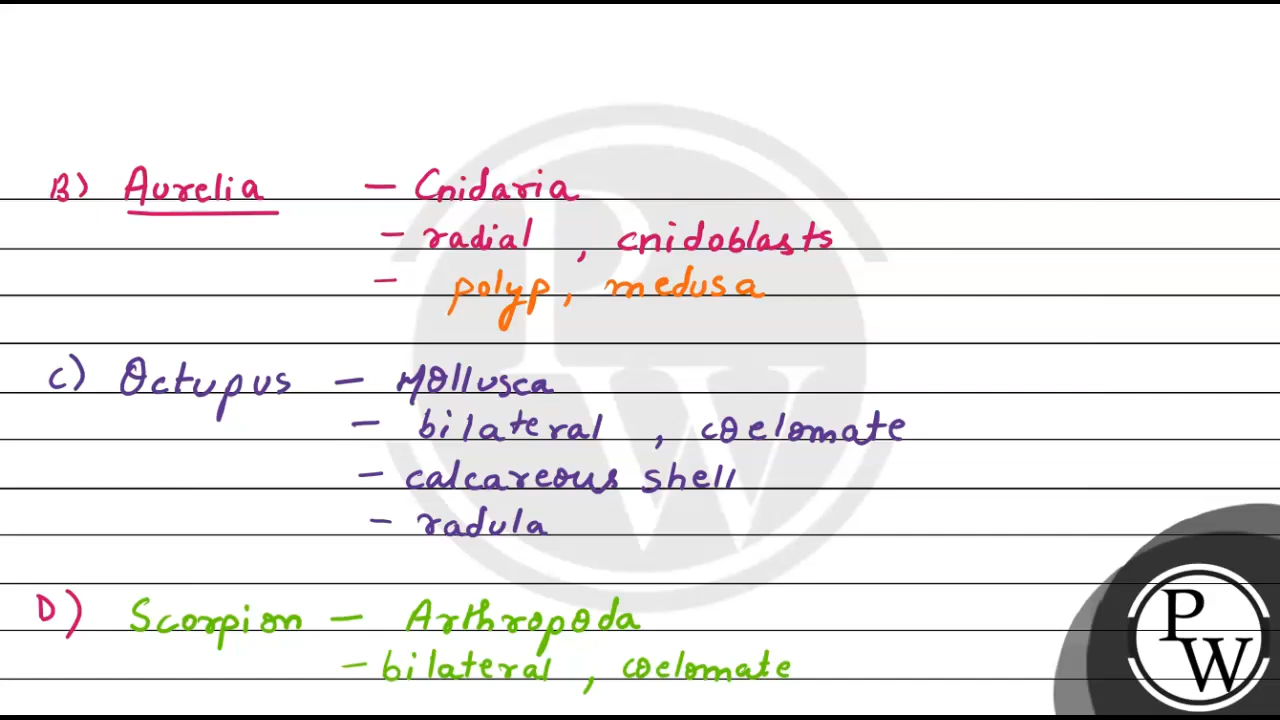 B) Aurelia - Cnidaria
- radial , cnidoblasts
- polyp, medusa
C) Octupus - Mollusca
- bilateral , coelomate
- calcareous shell
- radula
D) Scorpion - Arthropoda
- bilateral , coelomate
P
W
P
W